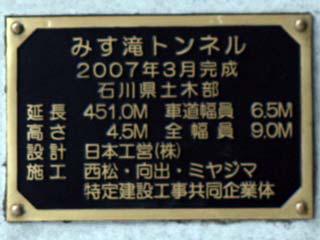 みす滝トンネル
2007年3月完成
石川県土木部
延長 451.0M 車道幅員 6.5M
高さ 4.5M 全幅員 9.0M
設計 日本工営(株)
施工 西松・向出・ミヤジマ
特定建設工事共同企業体